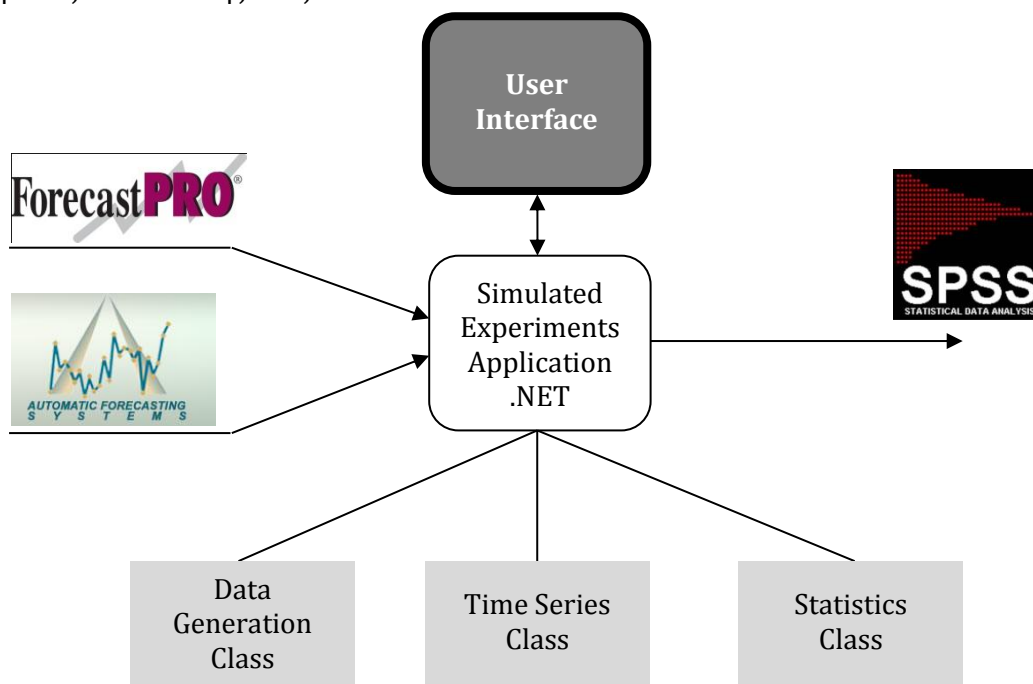 User
Interface
ForecastPRO®
SPSS
STATISTICAL DATA ANALYSIS
Simulated
Experiments
Application
.NET
AUTOMATIC FORECASTING
SYSTEMS
Data
Generation
Class
Time Series
Class
Statistics
Class